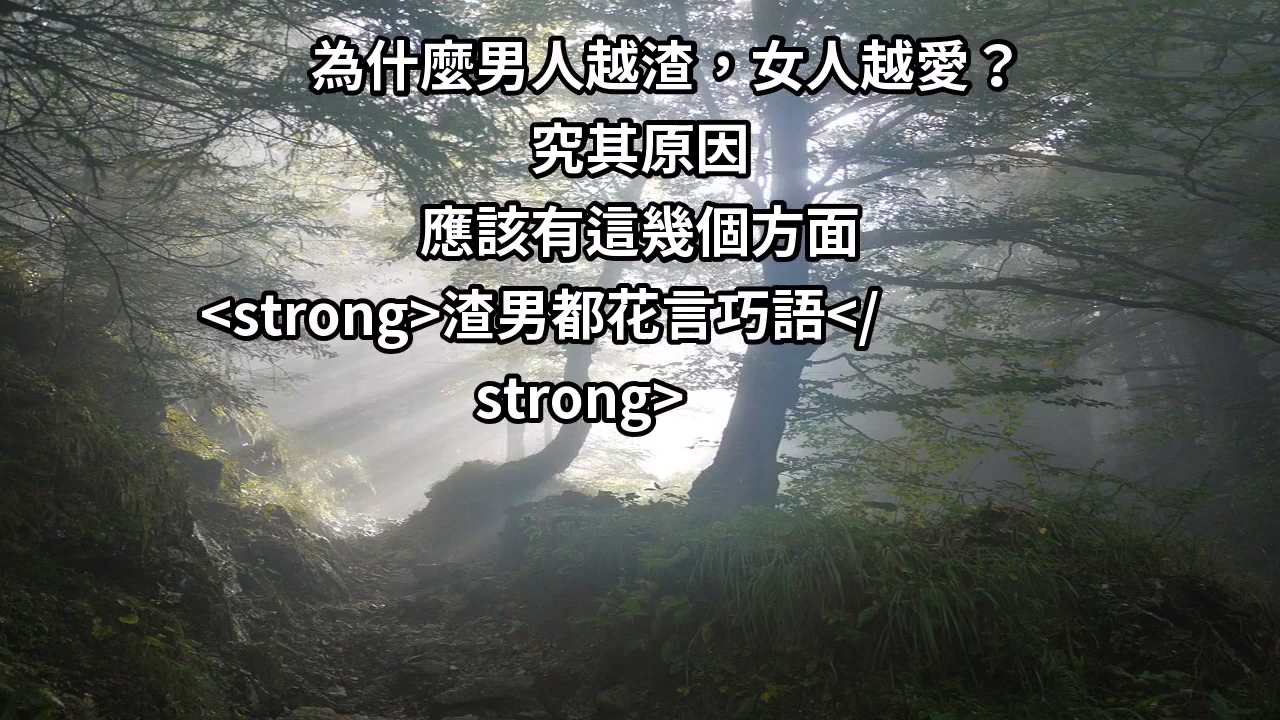 為什麼男人越渣，女人越愛？
究其原因
應該有這幾個方面
<strong>渣男都花言巧語</
strong>